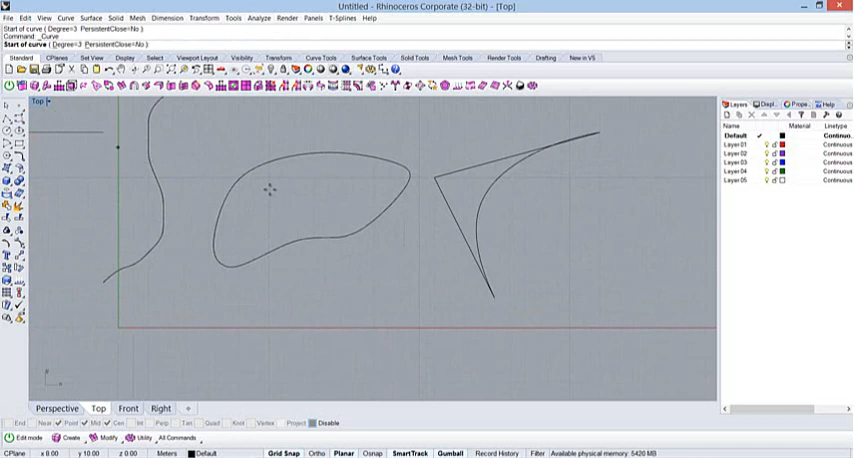 Untitled - Rhinoceros Corporate (32-bit) - [Top]
File Edit View Curve Surface Solid Mesh Dimension Transform Tools Analyze Render Panels T-Splines Help
Start of curve ( Degree=3 PersistentClose=No )
Command: _Curve
Start of curve ( Degree=3 PersistentClose=No )
Standard CPlanes Set View Display Select Viewport Layout Visibility Transform Curve Tools Surface Tools Solid Tools Mesh Tools Render Tools Drafting New in V5
Top
Layers Displ... Prope... Help
Name Material Linetype
Default Continuo...
Layer 01 Continuous
Layer 02 Continuous
Layer 03 Continuous
Layer 04 Continuous
Layer 05 Continuous
y
x
Perspective Top Front Right
End Near Point Mid Cen Int Perp Tan Quad Knot Vertex Project Disable
Edit mode Create Modify Utility All Commands
CPlane x 8.00 y 10.00 z 0.00 Meters Default Grid Snap Ortho Planar Osnap SmartTrack Gumball Record History Filter Available physical memory: 5420 MB